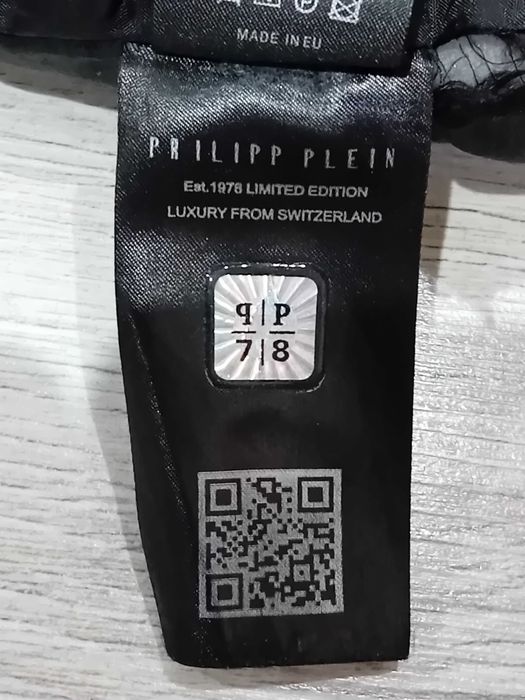 MADE IN EU
PHILIPP PLEIN
Est.1978 LIMITED EDITION
LUXURY FROM SWITZERLAND
P|P
7|8